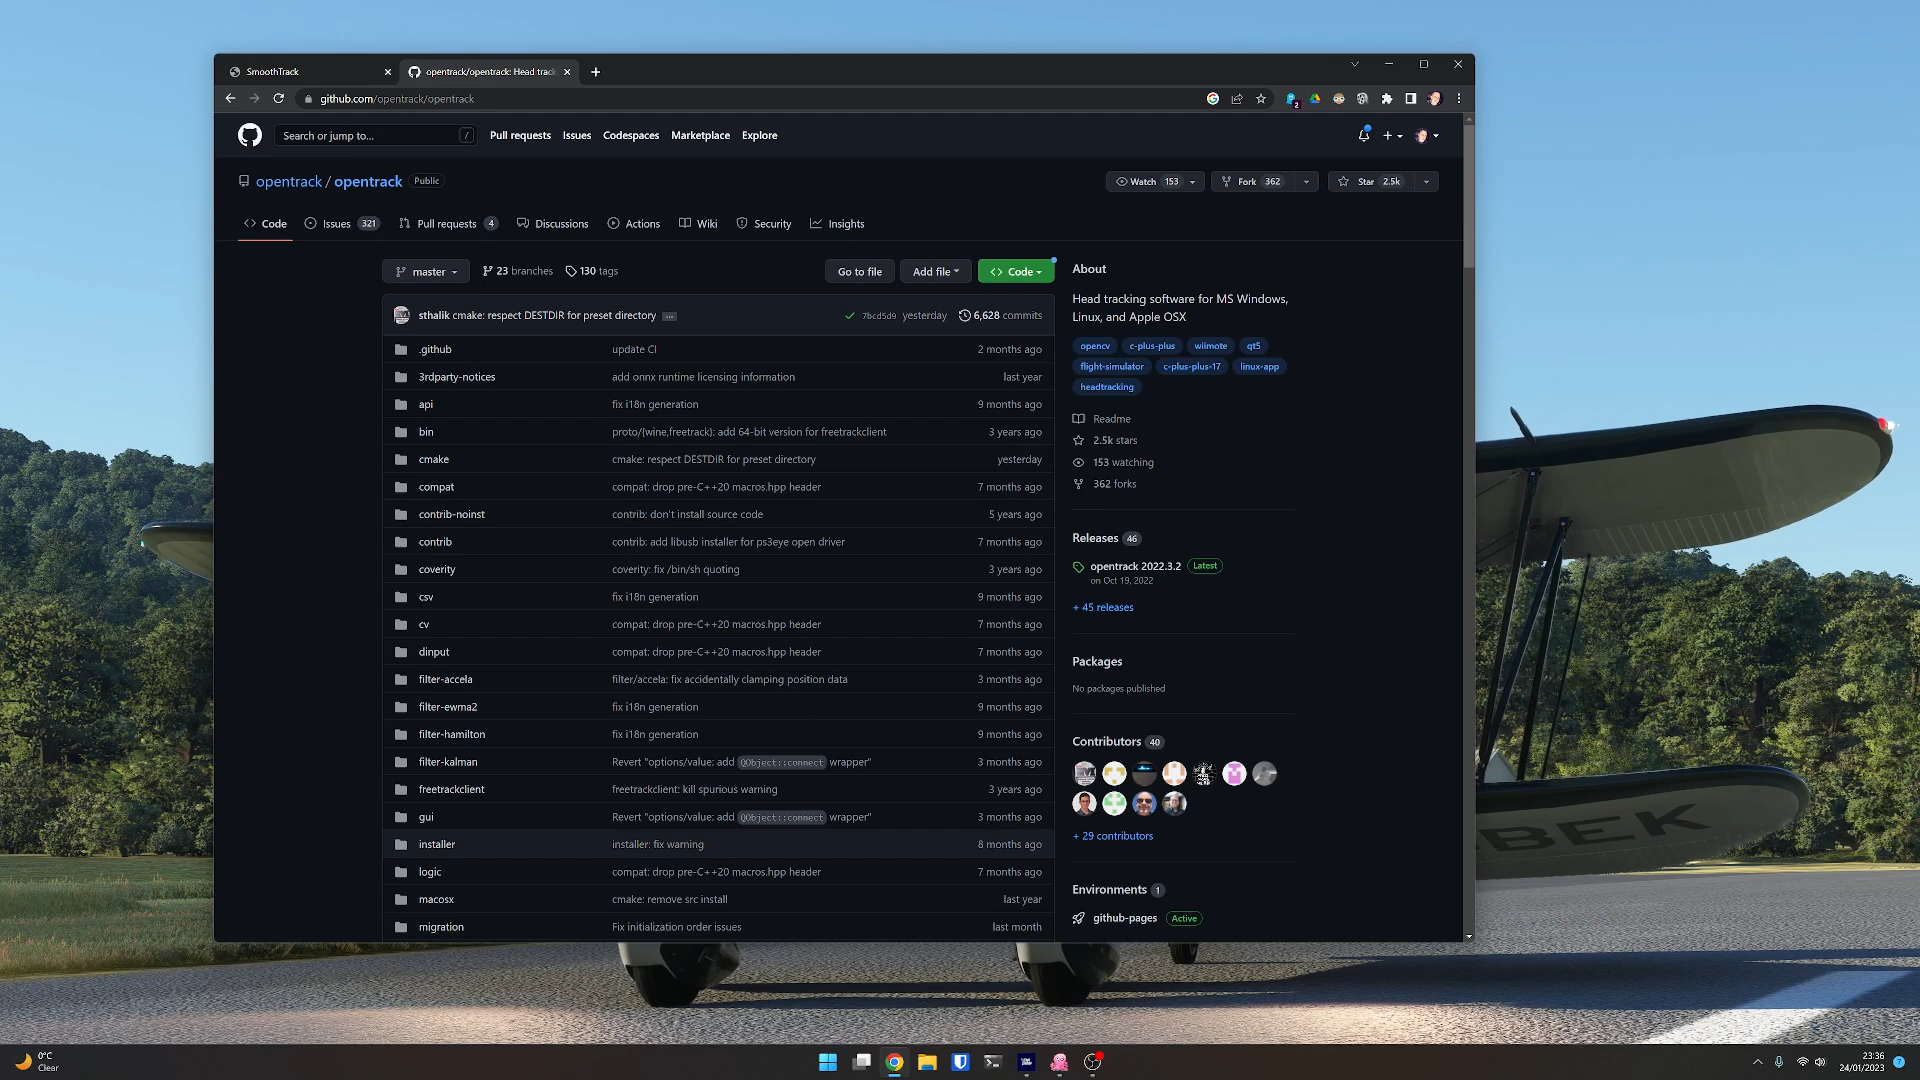 SmoothTrack
opentrack/opentrack: Head track
github.com/opentrack/opentrack
2
Search or jump to...
/
Pull requests
Issues
Codespaces
Marketplace
Explore
opentrack / opentrack
Public
Watch 153
Fork 362
Star 2.5k
Code
Issues 321
Pull requests 4
Discussions
Actions
Wiki
Security
Insights
master
23 branches
130 tags
Go to file
Add file
Code
sthalik cmake: respect DESTDIR for preset directory ...
7bcd5d9 yesterday
6,628 commits
.github update CI 2 months ago
3rdparty-notices add onnx runtime licensing information last year
api fix i18n generation 9 months ago
bin proto/{wine,freetrack}: add 64-bit version for freetrackclient 3 years ago
cmake cmake: respect DESTDIR for preset directory yesterday
compat compat: drop pre-C++20 macros.hpp header 7 months ago
contrib-noinst contrib: don't install source code 5 years ago
contrib contrib: add libusb installer for ps3eye open driver 7 months ago
coverity coverity: fix /bin/sh quoting 3 years ago
csv fix i18n generation 9 months ago
cv compat: drop pre-C++20 macros.hpp header 7 months ago
dinput compat: drop pre-C++20 macros.hpp header 7 months ago
filter-accela filter/accela: fix accidentally clamping position data 3 months ago
filter-ewma2 fix i18n generation 9 months ago
filter-hamilton fix i18n generation 9 months ago
filter-kalman Revert "options/value: add QObject::connect wrapper" 3 months ago
freetrackclient freetrackclient: kill spurious warning 3 years ago
gui Revert "options/value: add QObject::connect wrapper" 3 months ago
installer installer: fix warning 8 months ago
logic compat: drop pre-C++20 macros.hpp header 7 months ago
macosx cmake: remove src install last year
migration Fix initialization order issues last month
About
Head tracking software for MS Windows,
Linux, and Apple OSX
opencv c-plus-plus wiimote qt5
flight-simulator c-plus-plus-17 linux-app
headtracking
Readme
2.5k stars
153 watching
362 forks
Releases 46
opentrack 2022.3.2 Latest
on Oct 19, 2022
+ 45 releases
Packages
No packages published
Contributors 40
+ 29 contributors
Environments 1
github-pages Active
BEK
0°C
Clear
23:36
24/01/2023
7